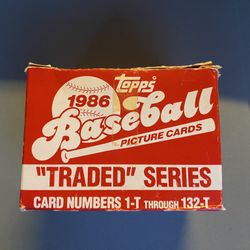 TOPPS
1986
Baseball
PICTURE CARDS
"TRADED" SERIES
CARD NUMBERS 1-T THROUGH 132-T